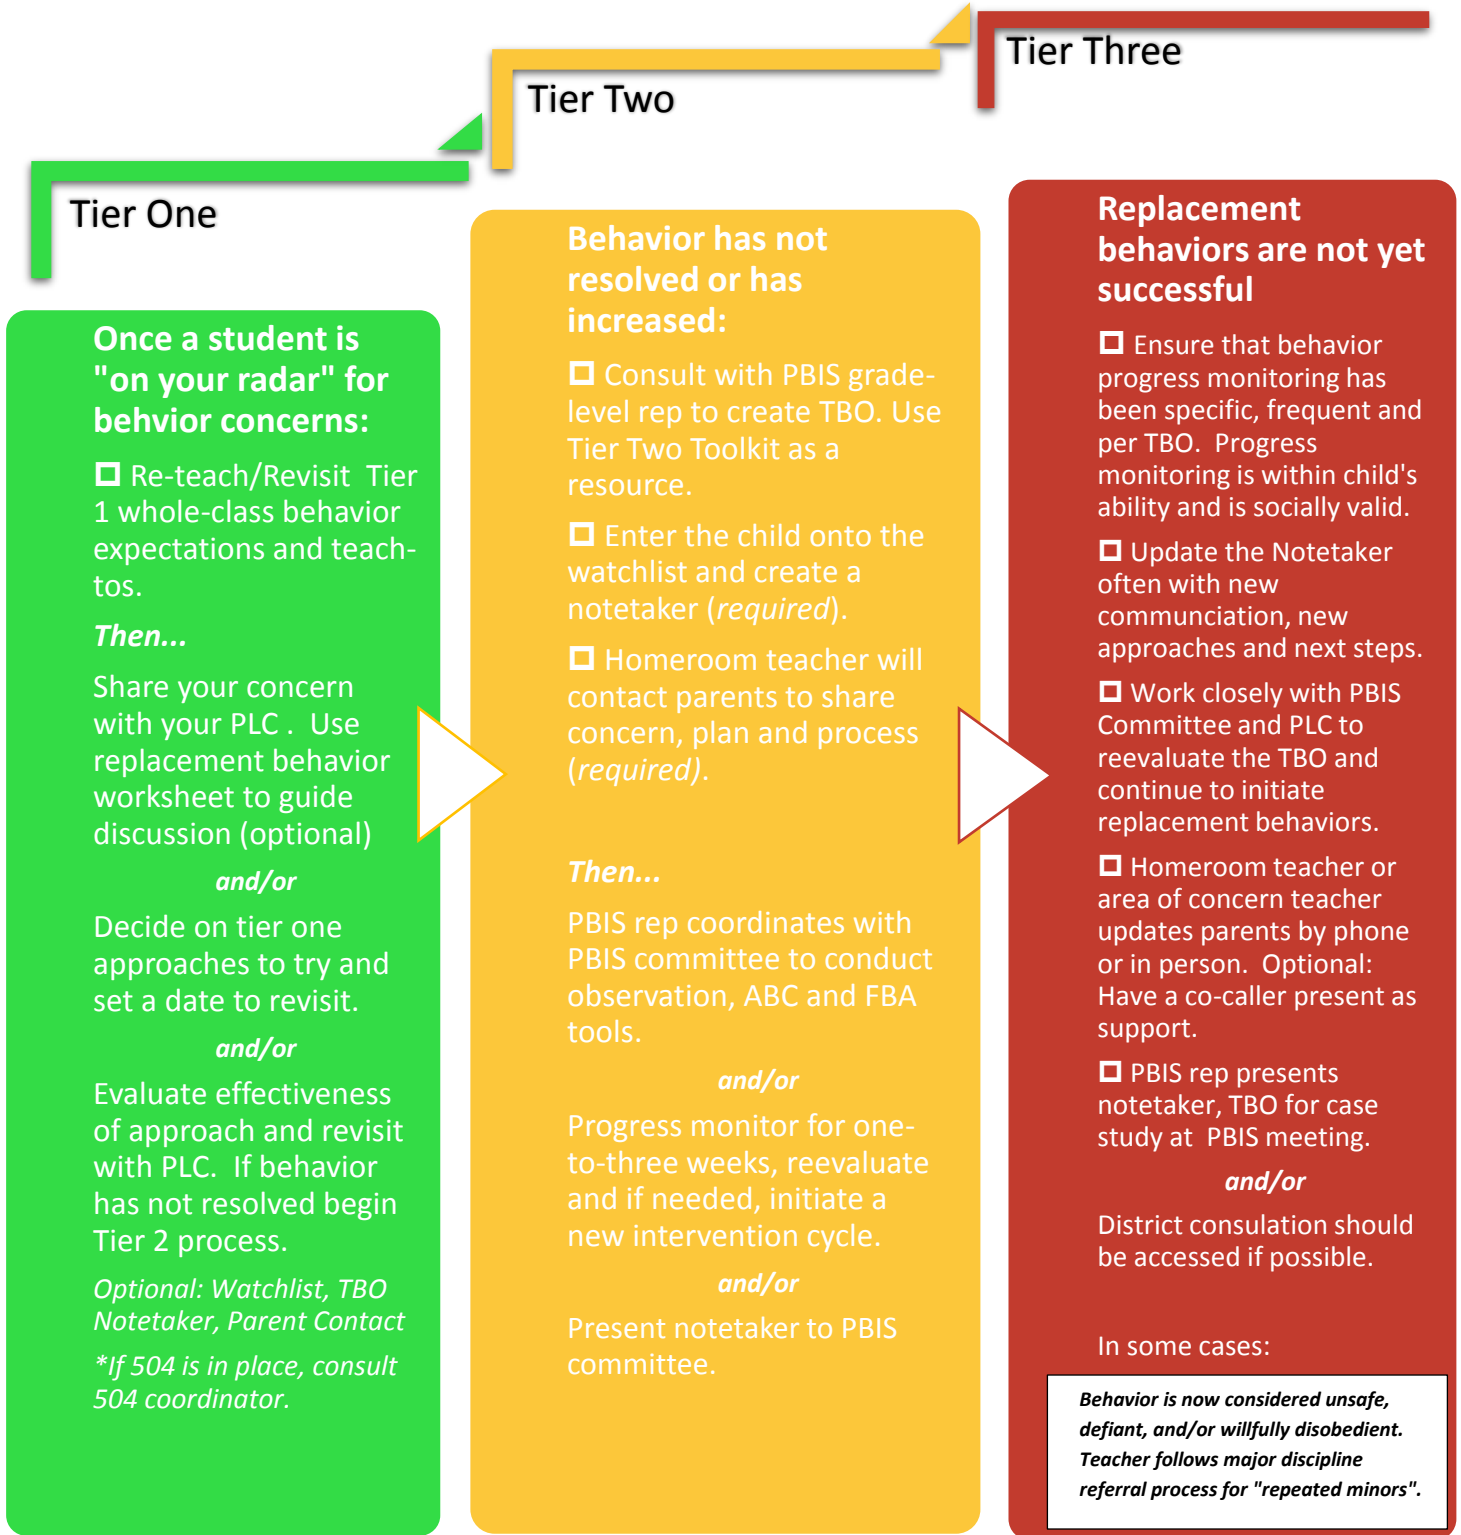 Tier One
Once a student is
"on your radar" for
behvior concerns:
Re-teach/Revisit Tier
1 whole-class behavior
expectations and teach-
tos.
Then...
Share your concern
with your PLC . Use
replacement behavior
worksheet to guide
discussion (optional)
and/or
Decide on tier one
approaches to try and
set a date to revisit.
and/or
Evaluate effectiveness
of approach and revisit
with PLC. If behavior
has not resolved begin
Tier 2 process.
Optional: Watchlist, TBO
Notetaker, Parent Contact
*If 504 is in place, consult
504 coordinator.
Tier Two
Behavior has not
resolved or has
increased:
Consult with PBIS grade-
level rep to create TBO. Use
Tier Two Toolkit as a
resource.
Enter the child onto the
watchlist and create a
notetaker (required).
Homeroom teacher will
contact parents to share
concern, plan and process
(required).
Then...
PBIS rep coordinates with
PBIS committee to conduct
observation, ABC and FBA
tools.
and/or
Progress monitor for one-
to-three weeks, reevaluate
and if needed, initiate a
new intervention cycle.
and/or
Present notetaker to PBIS
committee.
Tier Three
Replacement
behaviors are not yet
successful
Ensure that behavior
progress monitoring has
been specific, frequent and
per TBO. Progress
monitoring is within child's
ability and is socially valid.
Update the Notetaker
often with new
communciation, new
approaches and next steps.
Work closely with PBIS
Committee and PLC to
reevaluate the TBO and
continue to initiate
replacement behaviors.
Homeroom teacher or
area of concern teacher
updates parents by phone
or in person. Optional:
Have a co-caller present as
support.
PBIS rep presents
notetaker, TBO for case
study at PBIS meeting.
and/or
District consulation should
be accessed if possible.
In some cases:
Behavior is now considered unsafe,
defiant, and/or willfully disobedient.
Teacher follows major discipline
referral process for "repeated minors".